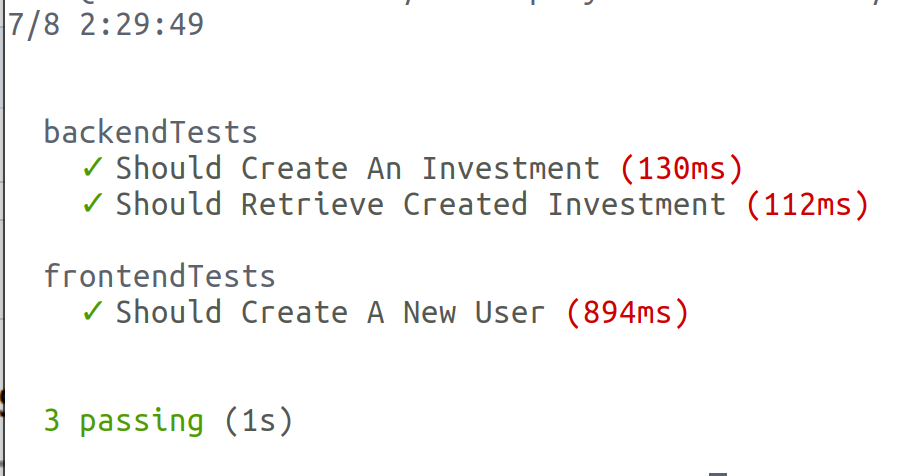 7/8 2:29:49
backendTests
✓ Should Create An Investment (130ms)
✓ Should Retrieve Created Investment (112ms)
frontendTests
✓ Should Create A New User (894ms)
3 passing (1s)